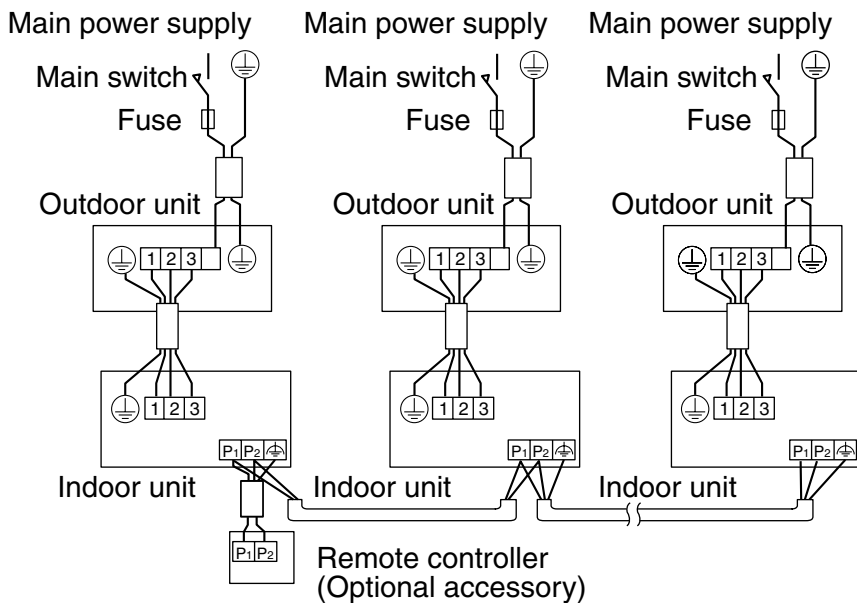 Main power supply Main power supply Main power supply
Main switch Main switch Main switch
Fuse Fuse Fuse
Outdoor unit Outdoor unit Outdoor unit
1 2 3 1 2 3 1 2 3
1 2 3 1 2 3 1 2 3
P1 P2 P1 P2 P1 P2
Indoor unit Indoor unit Indoor unit
P1 P2
Remote controller
(Optional accessory)